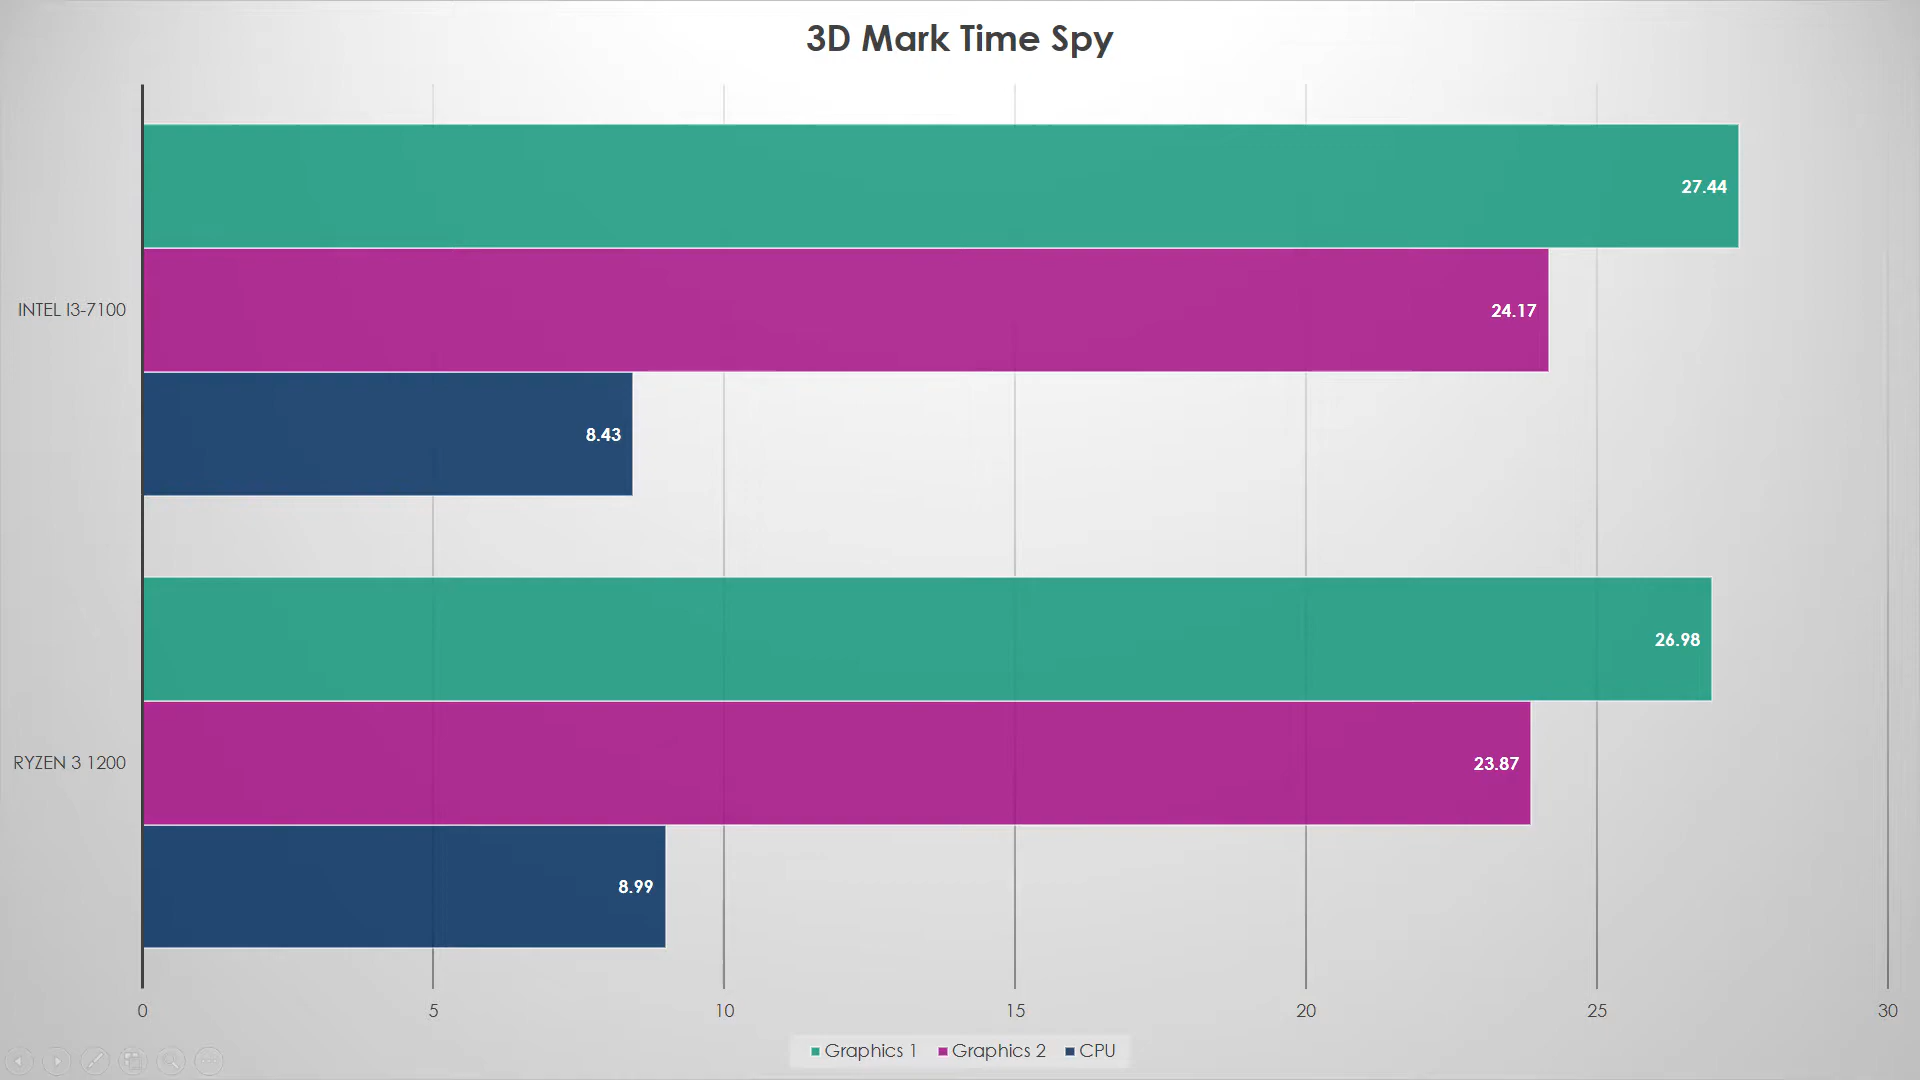 3D Mark Time Spy
27.44
INTEL I3-7100
24.17
8.43
26.98
RYZEN 3 1200
23.87
8.99
0 5 10 15 20 25 30
Graphics 1 Graphics 2 CPU